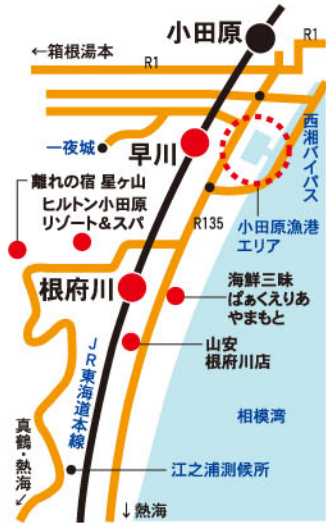 小田原
←箱根湯本
R1
R1
一夜城
早川
西湘バイパス
離れの宿 星ヶ山
ヒルトン小田原
リゾート&スパ
R135
小田原漁港
エリア
根府川
海鮮三昧
ぱぁくえりあ
やまもと
山安
根府川店
JR東海道本線
相模湾
真鶴・熱海↙
江之浦測候所
↓熱海